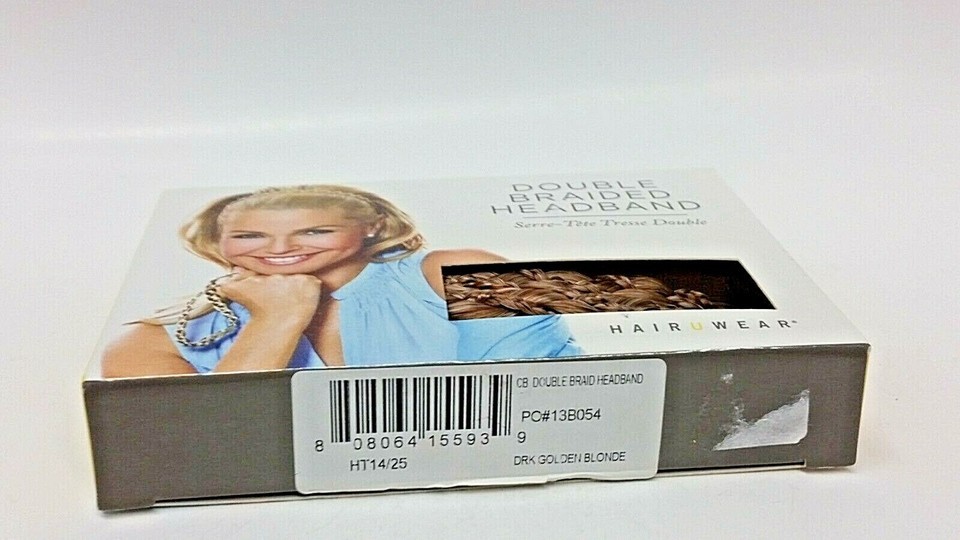 DOUBLE
BRAIDED
HEADBAND
Serre-Tête Tresse Double
HAIRUWEAR®
CB DOUBLE BRAID HEADBAND
PO#13B054
8 08064 15593 9
HT14/25
DRK GOLDEN BLONDE